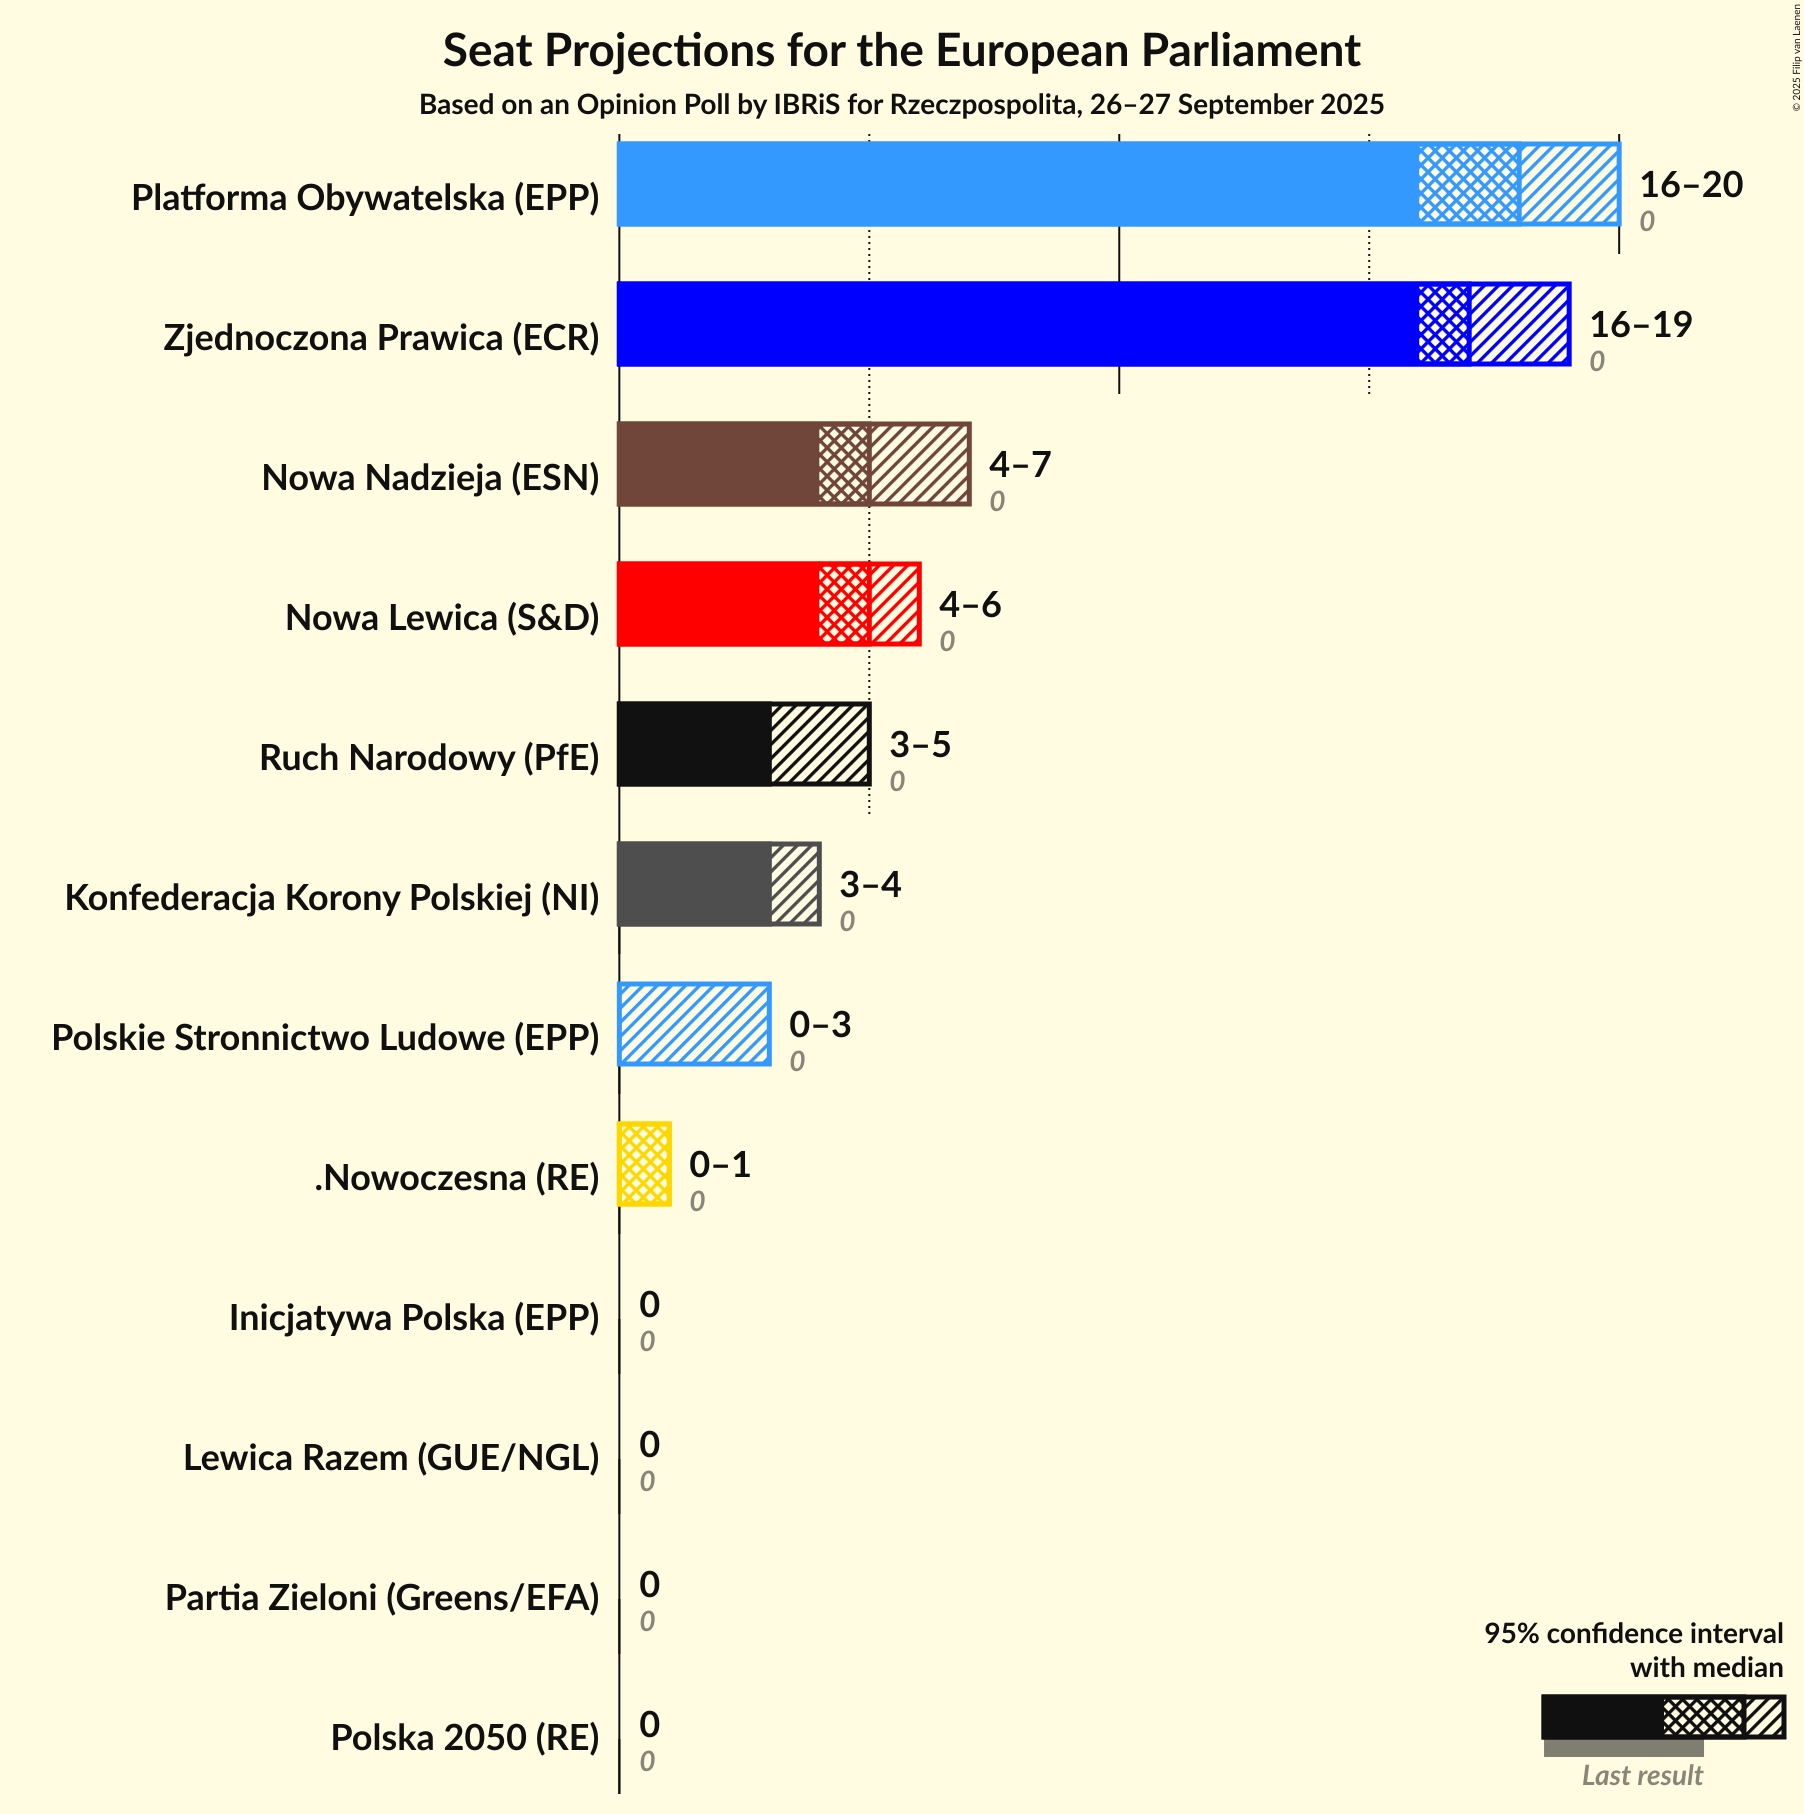 Seat Projections for the European Parliament
Based on an Opinion Poll by IBRiS for Rzeczpospolita, 26–27 September 2025
© 2025 Filip van Laenen
Platforma Obywatelska (EPP)
16–20
0
Zjednoczona Prawica (ECR)
16–19
0
Nowa Nadzieja (ESN)
4–7
0
Nowa Lewica (S&D)
4–6
0
Ruch Narodowy (PfE)
3–5
0
Konfederacja Korony Polskiej (NI)
3–4
0
Polskie Stronnictwo Ludowe (EPP)
0–3
0
.Nowoczesna (RE)
0–1
0
Inicjatywa Polska (EPP)
0
0
Lewica Razem (GUE/NGL)
0
0
Partia Zieloni (Greens/EFA)
0
0
Polska 2050 (RE)
0
0
95% confidence interval
with median
Last result